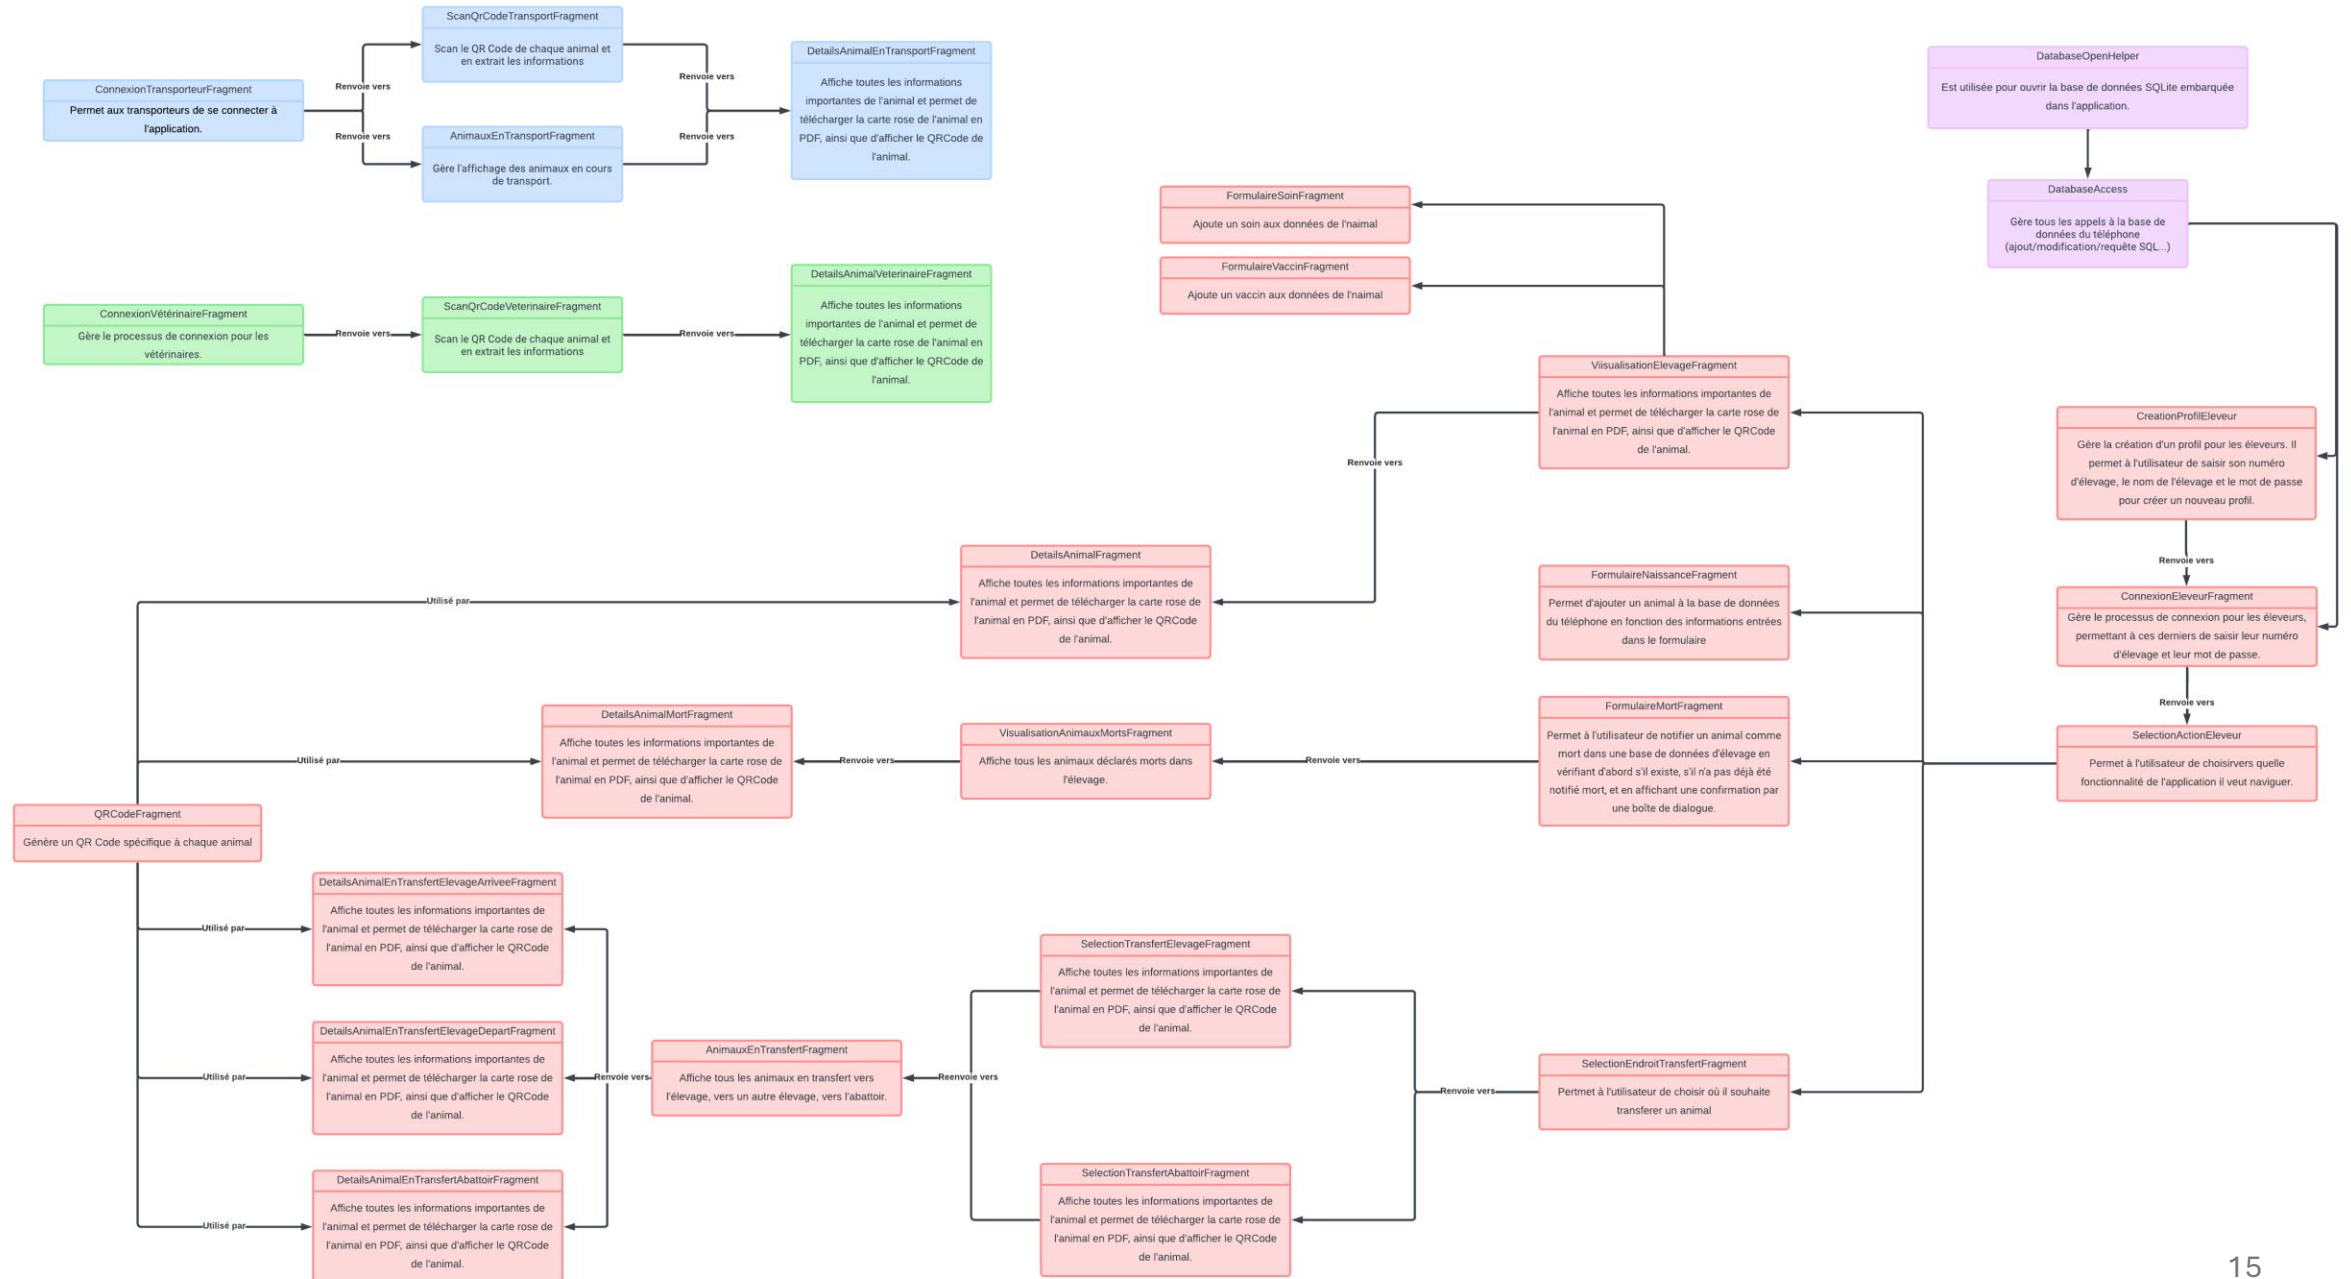 ScanQrCodeTransportFragment
Scan le QR Code de chaque animal et
en extrait les informations
ConnexionTransporteurFragment
Permet aux transporteurs de se connecter à
l'application.
Renvoie vers
Renvoie vers
AnimauxEnTransportFragment
Gère l'affichage des animaux en cours
de transport.
Renvoie vers
Renvoie vers
DetailsAnimalEnTransportFragment
Affiche toutes les informations
importantes de l'animal et permet de
télécharger la carte rose de l'animal en
PDF, ainsi que d'afficher le QRCode de
l'animal.
DatabaseOpenHelper
Est utilisée pour ouvrir la base de données SQLite embarquée
dans l'application.
DatabaseAccess
Gère tous les appels à la base de
données du téléphone
(ajout/modification/requête SQL...)
FormulaireSoinFragment
Ajoute un soin aux données de l'naimal
FormulaireVaccinFragment
Ajoute un vaccin aux données de l'naimal
ConnexionVétérinaireFragment
Gère le processus de connexion pour les
vétérinaires.
Renvoie vers
ScanQrCodeVeterinaireFragment
Scan le QR Code de chaque animal et
en extrait les informations
Renvoie vers
DetailsAnimalVeterinaireFragment
Affiche toutes les informations
importantes de l'animal et permet de
télécharger la carte rose de l'animal en
PDF, ainsi que d'afficher le QRCode de
l'animal.
ViisualisationElevageFragment
Affiche toutes les informations importantes de
l'animal et permet de télécharger la carte rose de
l'animal en PDF, ainsi que d'afficher le QRCode
de l'animal.
Renvoie vers
CreationProfilEleveur
Gère la création d'un profil pour les éleveurs. Il
permet à l'utilisateur de saisir son numéro
d'élevage, le nom de l'élevage et le mot de passe
pour créer un nouveau profil.
Renvoie vers
DetailsAnimalFragment
Affiche toutes les informations importantes de
l'animal et permet de télécharger la carte rose de
l'animal en PDF, ainsi que d'afficher le QRCode
de l'animal.
Utilisé par
FormulaireNaissanceFragment
Permet d'ajouter un animal à la base de données
du téléphone en fonction des informations entrées
dans le formulaire
ConnexionEleveurFragment
Gère le processus de connexion pour les éleveurs,
permettant à ces derniers de saisir leur numéro
d'élevage et leur mot de passe.
Renvoie vers
DetailsAnimalMortFragment
Affiche toutes les informations importantes de
l'animal et permet de télécharger la carte rose de
l'animal en PDF, ainsi que d'afficher le QRCode
de l'animal.
Utilisé par
Renvoie vers
VisualisationAnimauxMortsFragment
Affiche tous les animaux déclarés morts dans
l'élevage.
Renvoie vers
FormulaireMortFragment
Permet à l'utilisateur de notifier un animal comme
mort dans une base de données d'élevage en
vérifiant d'abord s'il existe, s'il n'a pas déjà été
notifié mort, et en affichant une confirmation par
une boîte de dialogue.
SelectionActionEleveur
Permet à l'utilisateur de choisirvers quelle
fonctionnalité de l'application il veut naviguer.
QRCodeFragment
Génère un QR Code spécifique à chaque animal
DetailsAnimalEnTransfertElevageArriveeFragment
Affiche toutes les informations importantes de
l'animal et permet de télécharger la carte rose de
l'animal en PDF, ainsi que d'afficher le QRCode
de l'animal.
Utilisé par
SelectionTransfertElevageFragment
Affiche toutes les informations importantes de
l'animal et permet de télécharger la carte rose de
l'animal en PDF, ainsi que d'afficher le QRCode
de l'animal.
DetailsAnimalEnTransfertElevageDepartFragment
Affiche toutes les informations importantes de
l'animal et permet de télécharger la carte rose de
l'animal en PDF, ainsi que d'afficher le QRCode
de l'animal.
Utilisé par
Renvoie vers
AnimauxEnTransfertFragment
Affiche tous les animaux en transfert vers
l'élevage, vers un autre élevage, vers l'abattoir.
Reenvoie vers
Renvoie vers
SelectionEndroitTransfertFragment
Pertmet à l'utilisateur de choisir où il souhaite
transferer un animal
DetailsAnimalEnTransfertAbattoirFragment
Affiche toutes les informations importantes de
l'animal et permet de télécharger la carte rose de
l'animal en PDF, ainsi que d'afficher le QRCode
de l'animal.
Utilisé par
SelectionTransfertAbattoirFragment
Affiche toutes les informations importantes de
l'animal et permet de télécharger la carte rose de
l'animal en PDF, ainsi que d'afficher le QRCode
de l'animal.
15